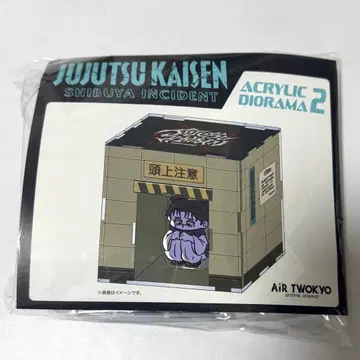 JUJUTSU KAISEN
SHIBUYA INCIDENT
ACRYLIC
DIORAMA 2
頭上注意
※画像はイメージです。
AiR TWOKYO